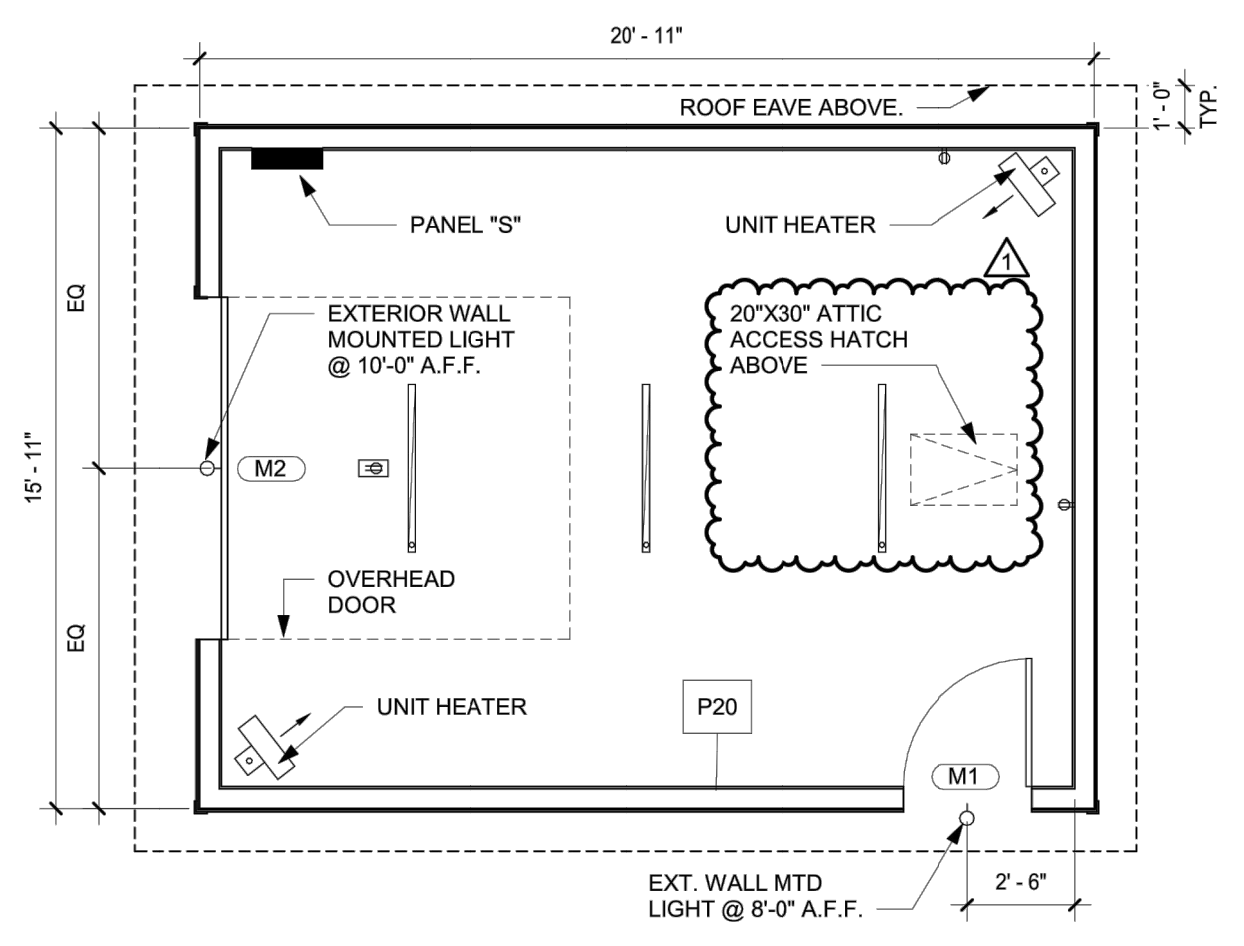 20' - 11"
ROOF EAVE ABOVE.
1' - 0"
TYP.
PANEL "S"
UNIT HEATER
1
EQ
EXTERIOR WALL
MOUNTED LIGHT
@ 10'-0" A.F.F.
20"X30" ATTIC
ACCESS HATCH
ABOVE
15' - 11"
M2
OVERHEAD
DOOR
EQ
UNIT HEATER
P20
M1
EXT. WALL MTD
LIGHT @ 8'-0" A.F.F.
2' - 6"